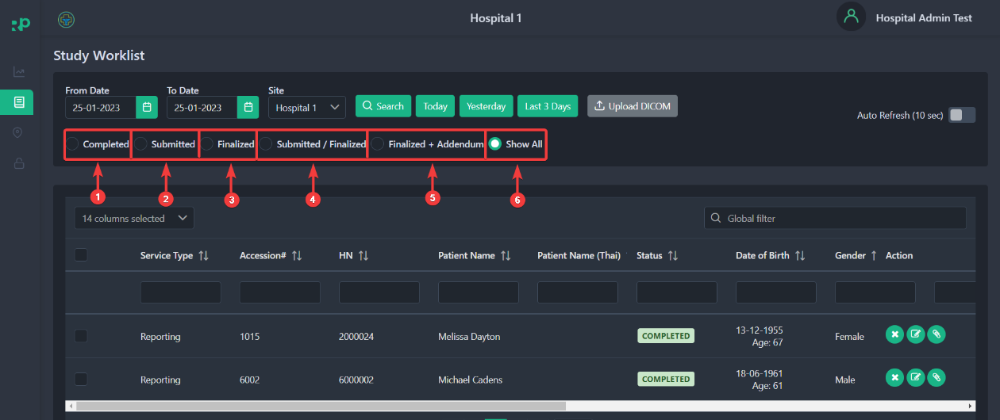 Hospital 1
Hospital Admin Test
Study Worklist
From Date To Date Site
25-01-2023 25-01-2023 Hospital 1 Search Today Yesterday Last 3 Days Upload DICOM
Auto Refresh (10 sec)
Completed Submitted Finalized Submitted / Finalized Finalized + Addendum Show All
1 2 3 4 5 6
14 columns selected Global filter
Service Type Accession# HN Patient Name Patient Name (Thai) Status Date of Birth Gender Action
Reporting 1015 2000024 Melissa Dayton COMPLETED 13-12-1955 Female
Age: 67
Reporting 6002 6000002 Michael Cadens COMPLETED 18-06-1961 Male
Age: 61